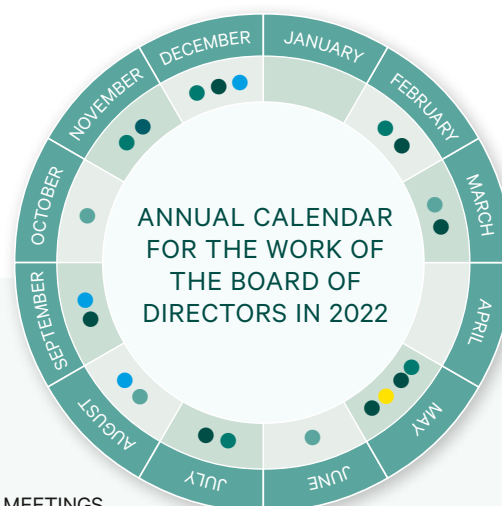 JANUARY
FEBRUARY
MARCH
APRIL
MAY
JUNE
JULY
AUGUST
SEPTEMBER
OCTOBER
NOVEMBER
DECEMBER
ANNUAL CALENDAR
FOR THE WORK OF
THE BOARD OF
DIRECTORS IN 2022
MEETINGS